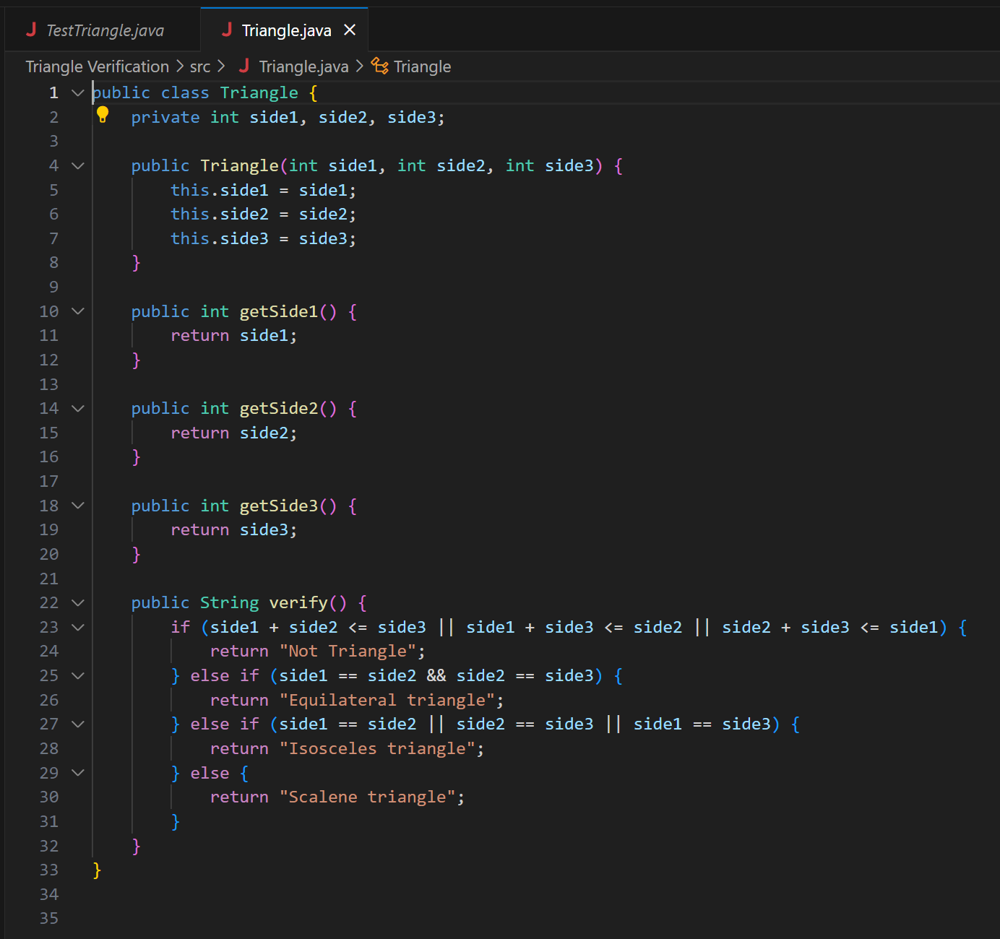 TestTriangle.java
Triangle.java
Triangle Verification > src > Triangle.java > Triangle
1 public class Triangle {
2     private int side1, side2, side3;
3
4     public Triangle(int side1, int side2, int side3) {
5         this.side1 = side1;
6         this.side2 = side2;
7         this.side3 = side3;
8     }
9
10     public int getSide1() {
11         return side1;
12     }
13
14     public int getSide2() {
15         return side2;
16     }
17
18     public int getSide3() {
19         return side3;
20     }
21
22     public String verify() {
23         if (side1 + side2 <= side3 || side1 + side3 <= side2 || side2 + side3 <= side1) {
24             return "Not Triangle";
25         } else if (side1 == side2 && side2 == side3) {
26             return "Equilateral triangle";
27         } else if (side1 == side2 || side2 == side3 || side1 == side3) {
28             return "Isosceles triangle";
29         } else {
30             return "Scalene triangle";
31         }
32     }
33 }
34
35